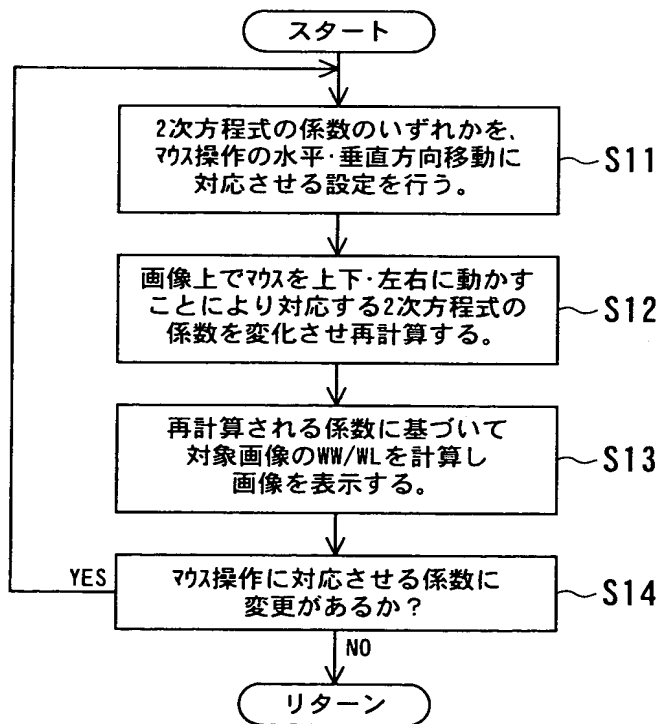 スタート
2次方程式の係数のいずれかを、
マウス操作の水平・垂直方向移動に
対応させる設定を行う。
S11
画像上でマウスを上下・左右に動かす
ことにより対応する2次方程式の
係数を変化させ再計算する。
S12
再計算される係数に基づいて
対象画像のWW/WLを計算し
画像を表示する。
S13
YES
マウス操作に対応させる係数に
変更があるか?
S14
NO
リターン